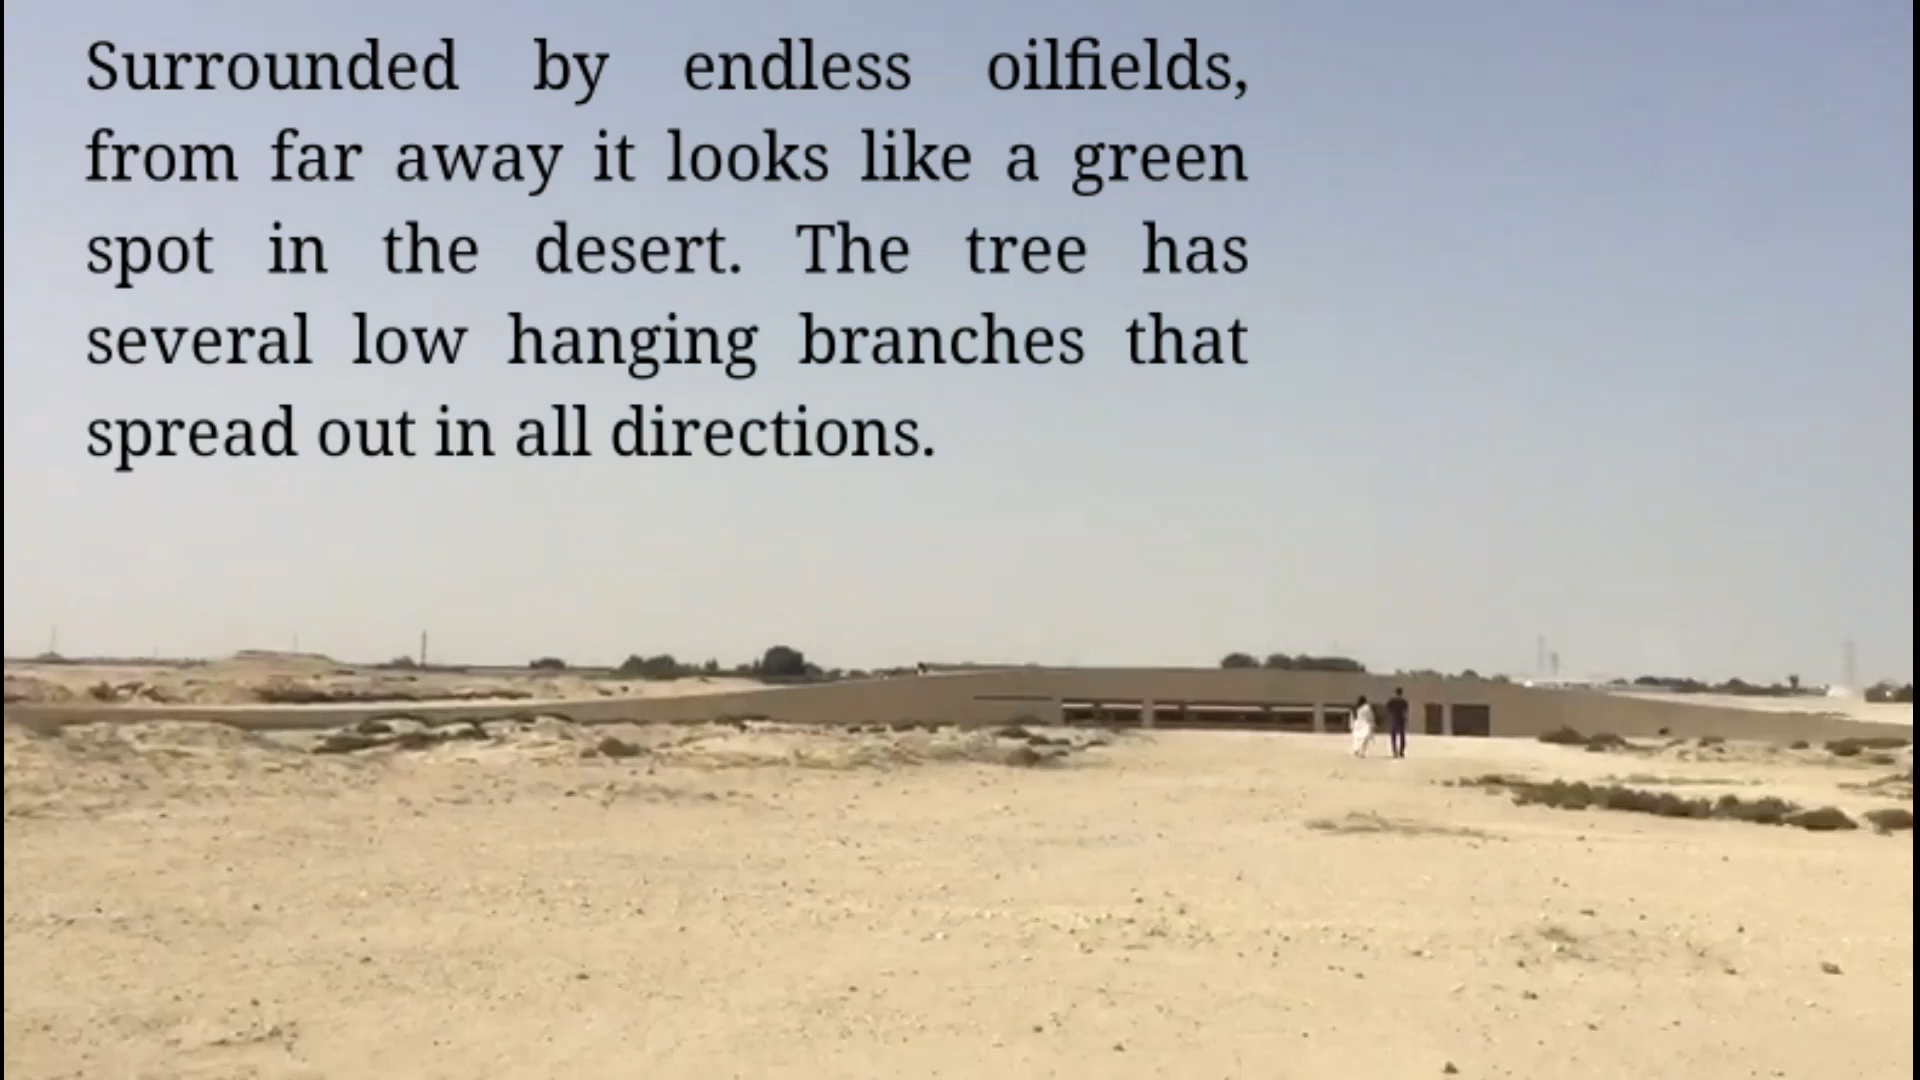 Surrounded by endless oilfields,
from far away it looks like a green
spot in the desert. The tree has
several low hanging branches that
spread out in all directions.